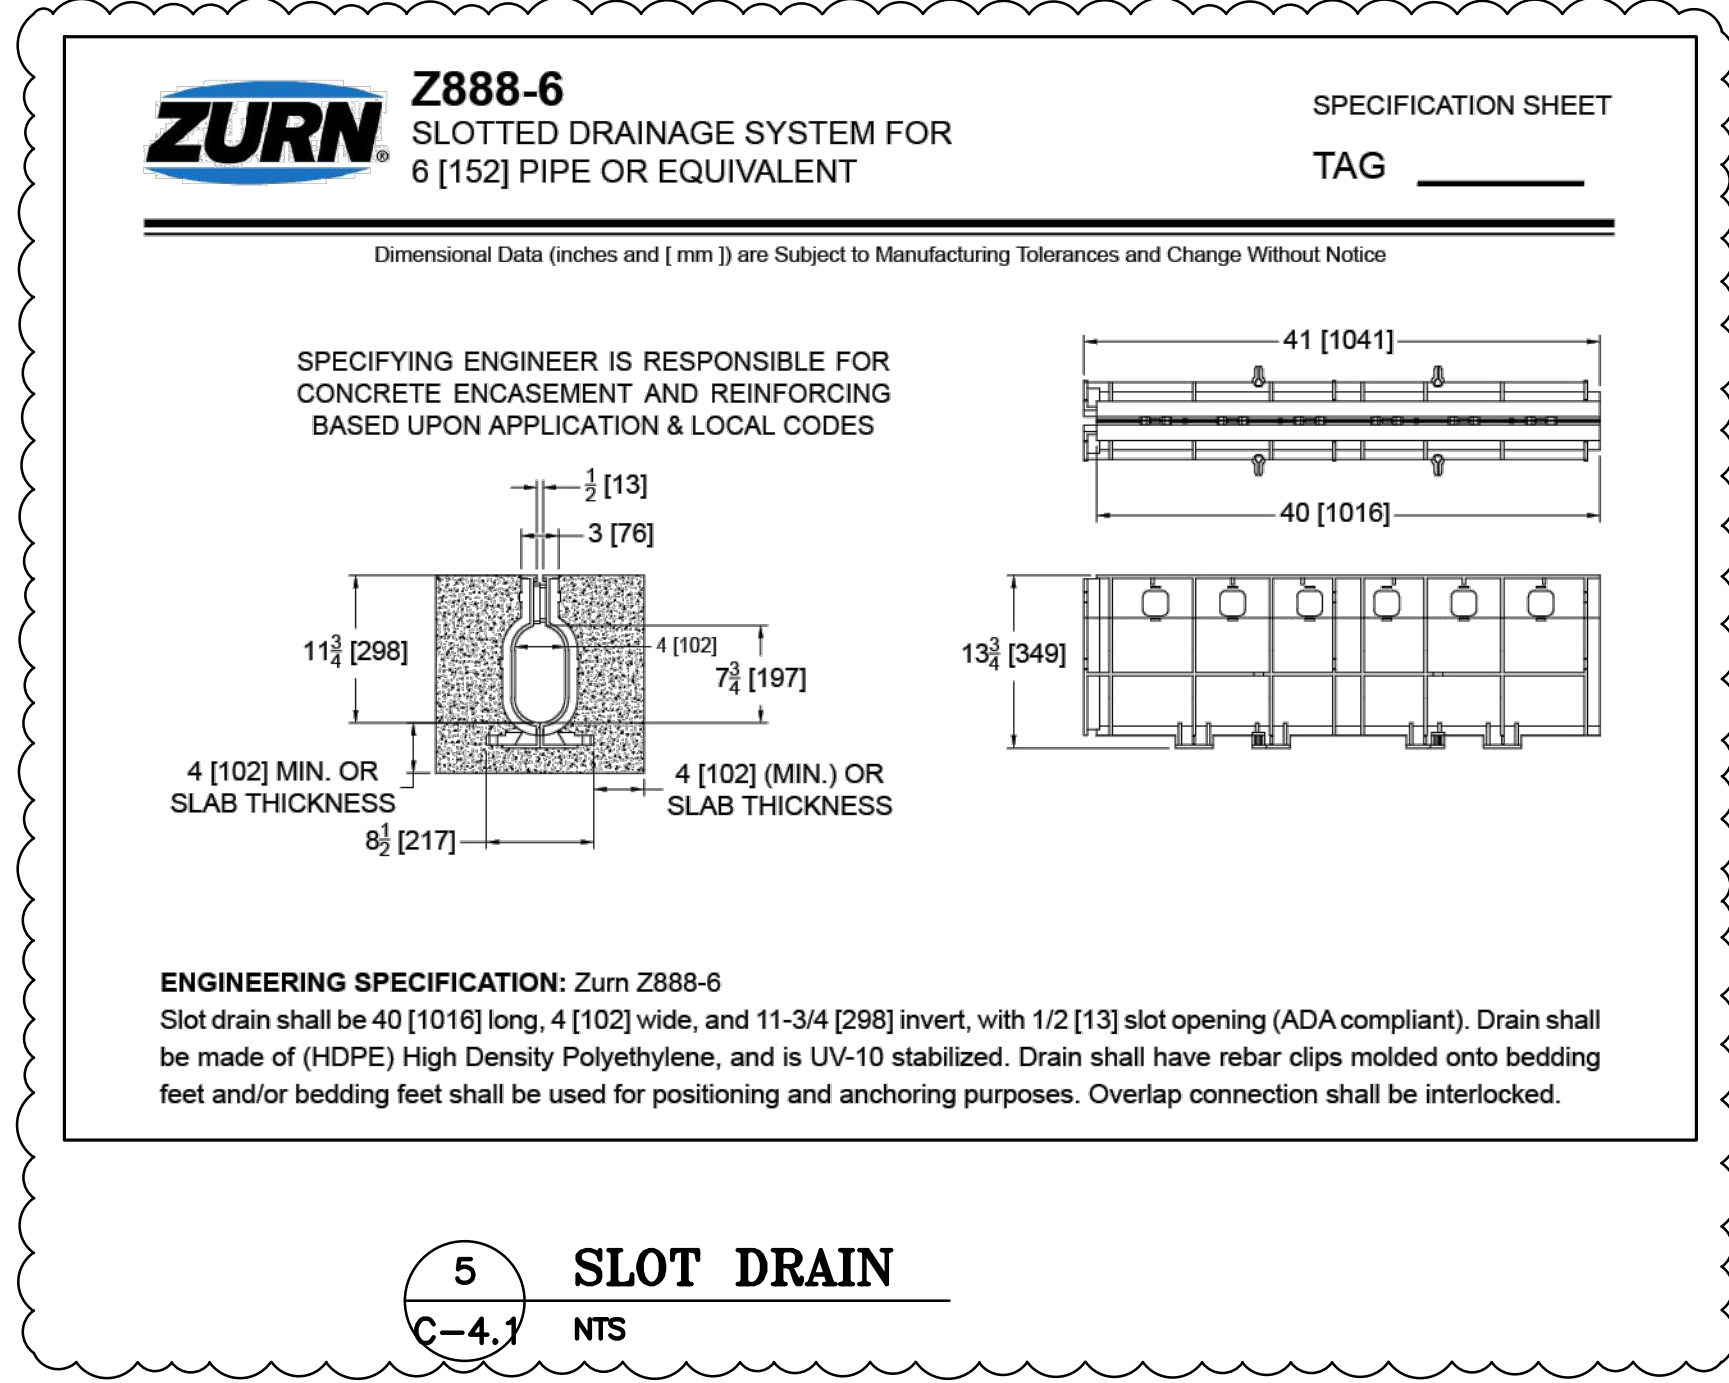 ZURN®
Z888-6
SLOTTED DRAINAGE SYSTEM FOR
6 [152] PIPE OR EQUIVALENT
SPECIFICATION SHEET
TAG
Dimensional Data (inches and [ mm ]) are Subject to Manufacturing Tolerances and Change Without Notice
SPECIFYING ENGINEER IS RESPONSIBLE FOR
CONCRETE ENCASEMENT AND REINFORCING
BASED UPON APPLICATION & LOCAL CODES
1/2 [13]
3 [76]
11 3/4 [298]
4 [102]
7 3/4 [197]
4 [102] MIN. OR
SLAB THICKNESS
4 [102] (MIN.) OR
SLAB THICKNESS
8 1/2 [217]
41 [1041]
40 [1016]
13 3/4 [349]
ENGINEERING SPECIFICATION: Zurn Z888-6
Slot drain shall be 40 [1016] long, 4 [102] wide, and 11-3/4 [298] invert, with 1/2 [13] slot opening (ADA compliant). Drain shall
be made of (HDPE) High Density Polyethylene, and is UV-10 stabilized. Drain shall have rebar clips molded onto bedding
feet and/or bedding feet shall be used for positioning and anchoring purposes. Overlap connection shall be interlocked.
5
C-4.1
SLOT DRAIN
NTS